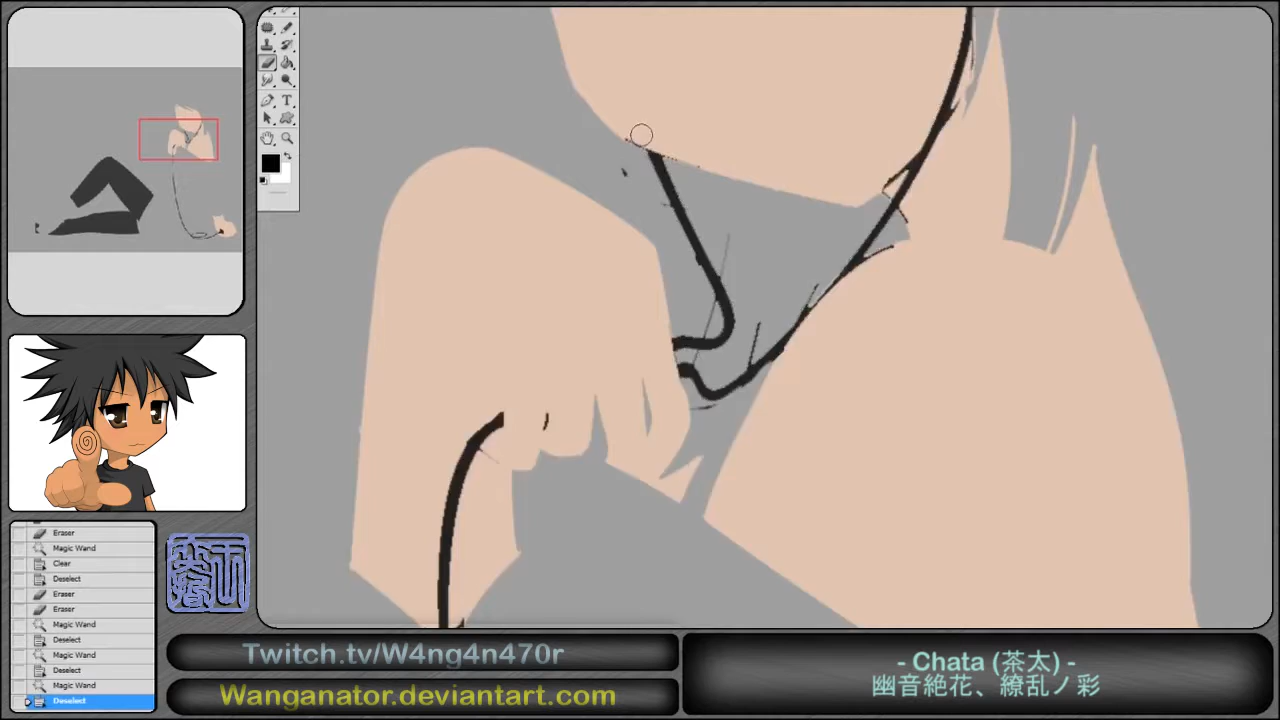 T
Eraser
Magic Wand
Clear
Deselect
Eraser
Eraser
Magic Wand
Deselect
Magic Wand
Deselect
Magic Wand
Deselect
Twitch.tv/W4ng4n470r
Wanganator.deviantart.com
- Chata (茶太) -
幽音絶花、繚乱ノ彩